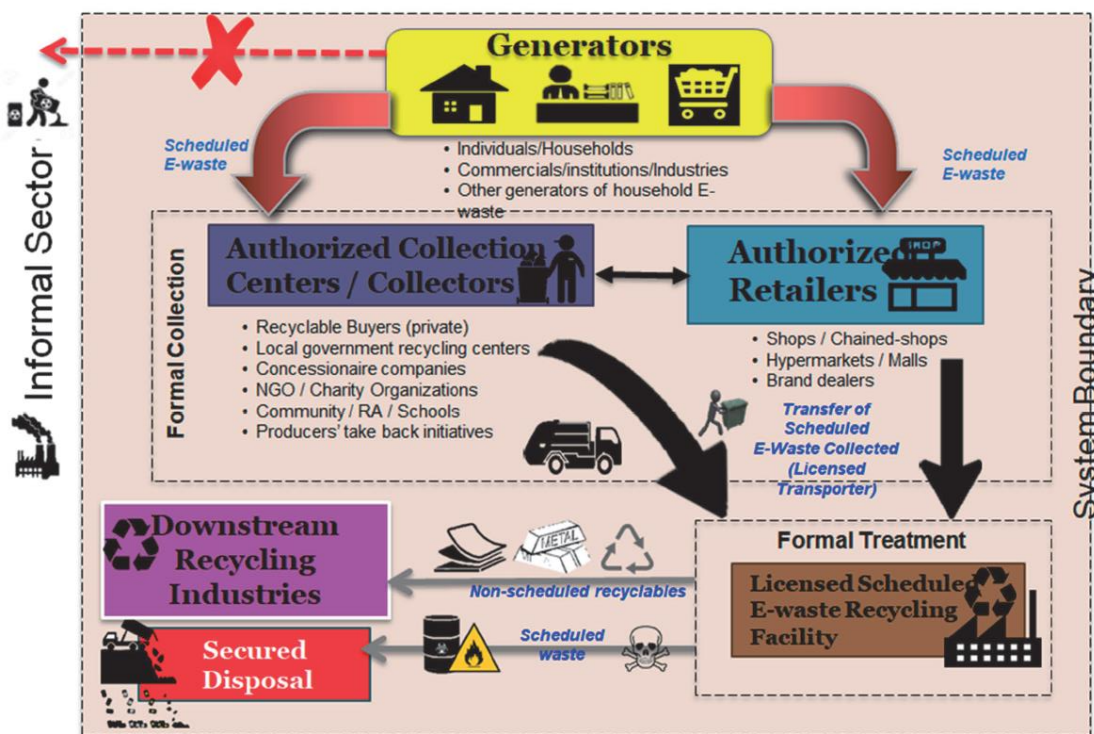 Generators
Scheduled
E-waste
• Individuals/Households
• Commercials/institutions/Industries
• Other generators of household E-
waste
Scheduled
E-waste
Informal Sector
System Boundary
Formal Collection
Authorized Collection
Centers / Collectors
SHOP
Authorized
Retailers
• Recyclable Buyers (private)
• Local government recycling centers
• Concessionaire companies
• NGO / Charity Organizations
• Community / RA / Schools
• Producers' take back initiatives
• Shops / Chained-shops
• Hypermarkets / Malls
• Brand dealers
Transfer of
Scheduled
E-Waste Collected
(Licensed
Transporter)
Downstream
Recycling
Industries
METAL
Non-scheduled recyclables
Formal Treatment
Licensed Scheduled
E-waste Recycling
Facility
Scheduled
waste
Secured
Disposal